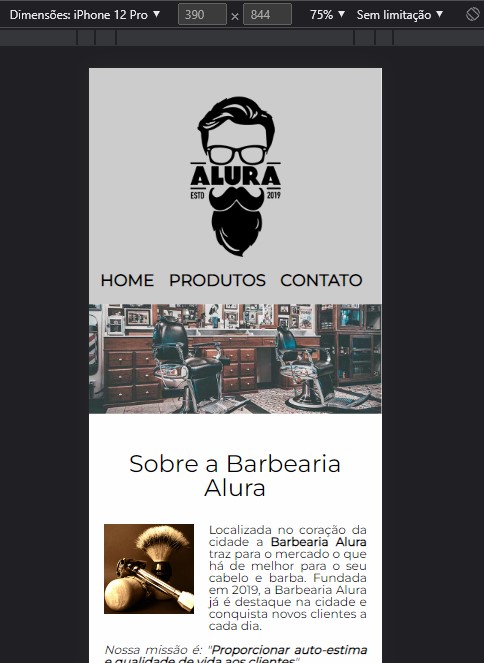 Dimensões: iPhone 12 Pro ▼ 390 × 844 75% ▼ Sem limitação ▼
ALURA
ESTD 2019
HOME PRODUTOS CONTATO
Sobre a Barbearia
Alura
Localizada no coração da
cidade a Barbearia Alura
traz para o mercado o que
há de melhor para o seu
cabelo e barba. Fundada
em 2019, a Barbearia Alura
já é destaque na cidade e
conquista novos clientes a
cada dia.
Nossa missão é: "Proporcionar auto-estima
e qualidade de vida aos clientes"